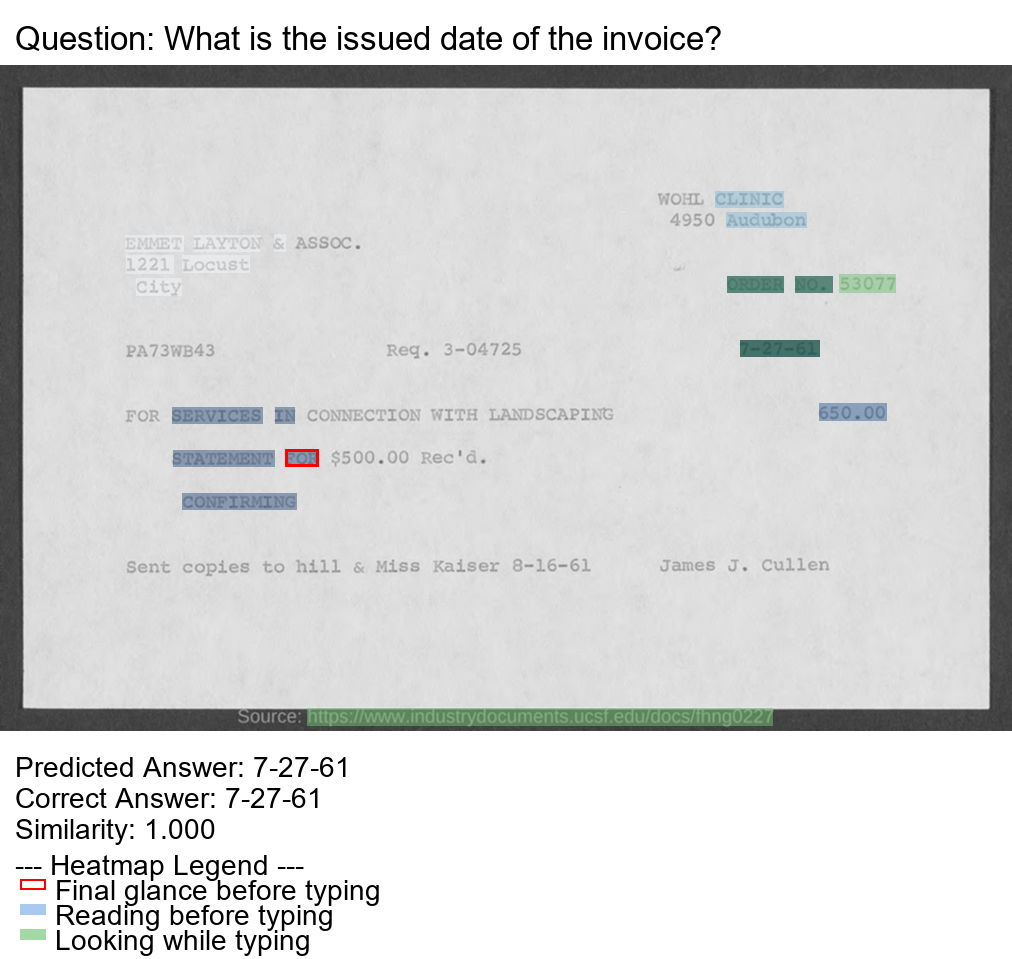 Question: What is the issued date of the invoice?
WOHL CLINIC
4950 Audubon
EMMET LAYTON & ASSOC.
1221 Locust
City
ORDER NO. 53077
PA73WB43 Req. 3-04725 7-27-61
FOR SERVICES IN CONNECTION WITH LANDSCAPING 650.00
STATEMENT FOR $500.00 Rec'd.
CONFIRMING
Sent copies to hill & Miss Kaiser 8-16-61 James J. Cullen
Source: https://www.industrydocuments.ucsf.edu/docs/fhng0227
Predicted Answer: 7-27-61
Correct Answer: 7-27-61
Similarity: 1.000
--- Heatmap Legend ---
Final glance before typing
Reading before typing
Looking while typing